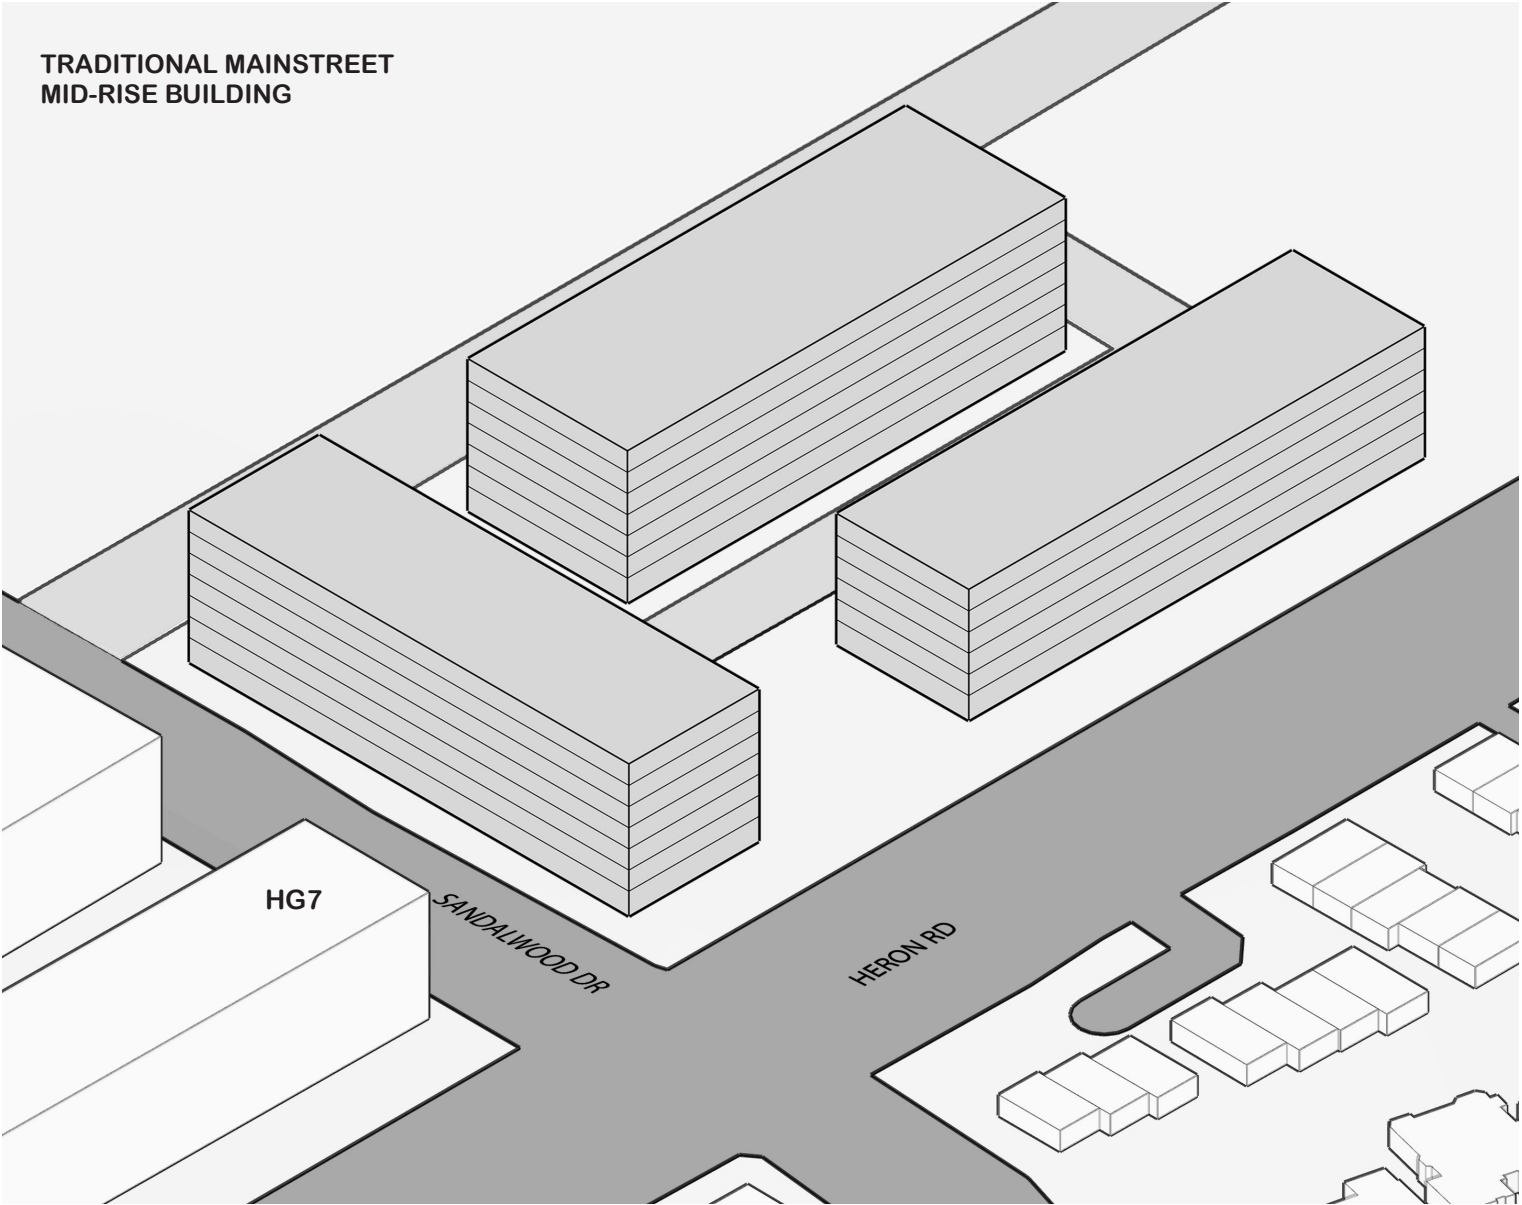 TRADITIONAL MAINSTREET
MID-RISE BUILDING
HG7
SANDALWOOD DR
HERON RD